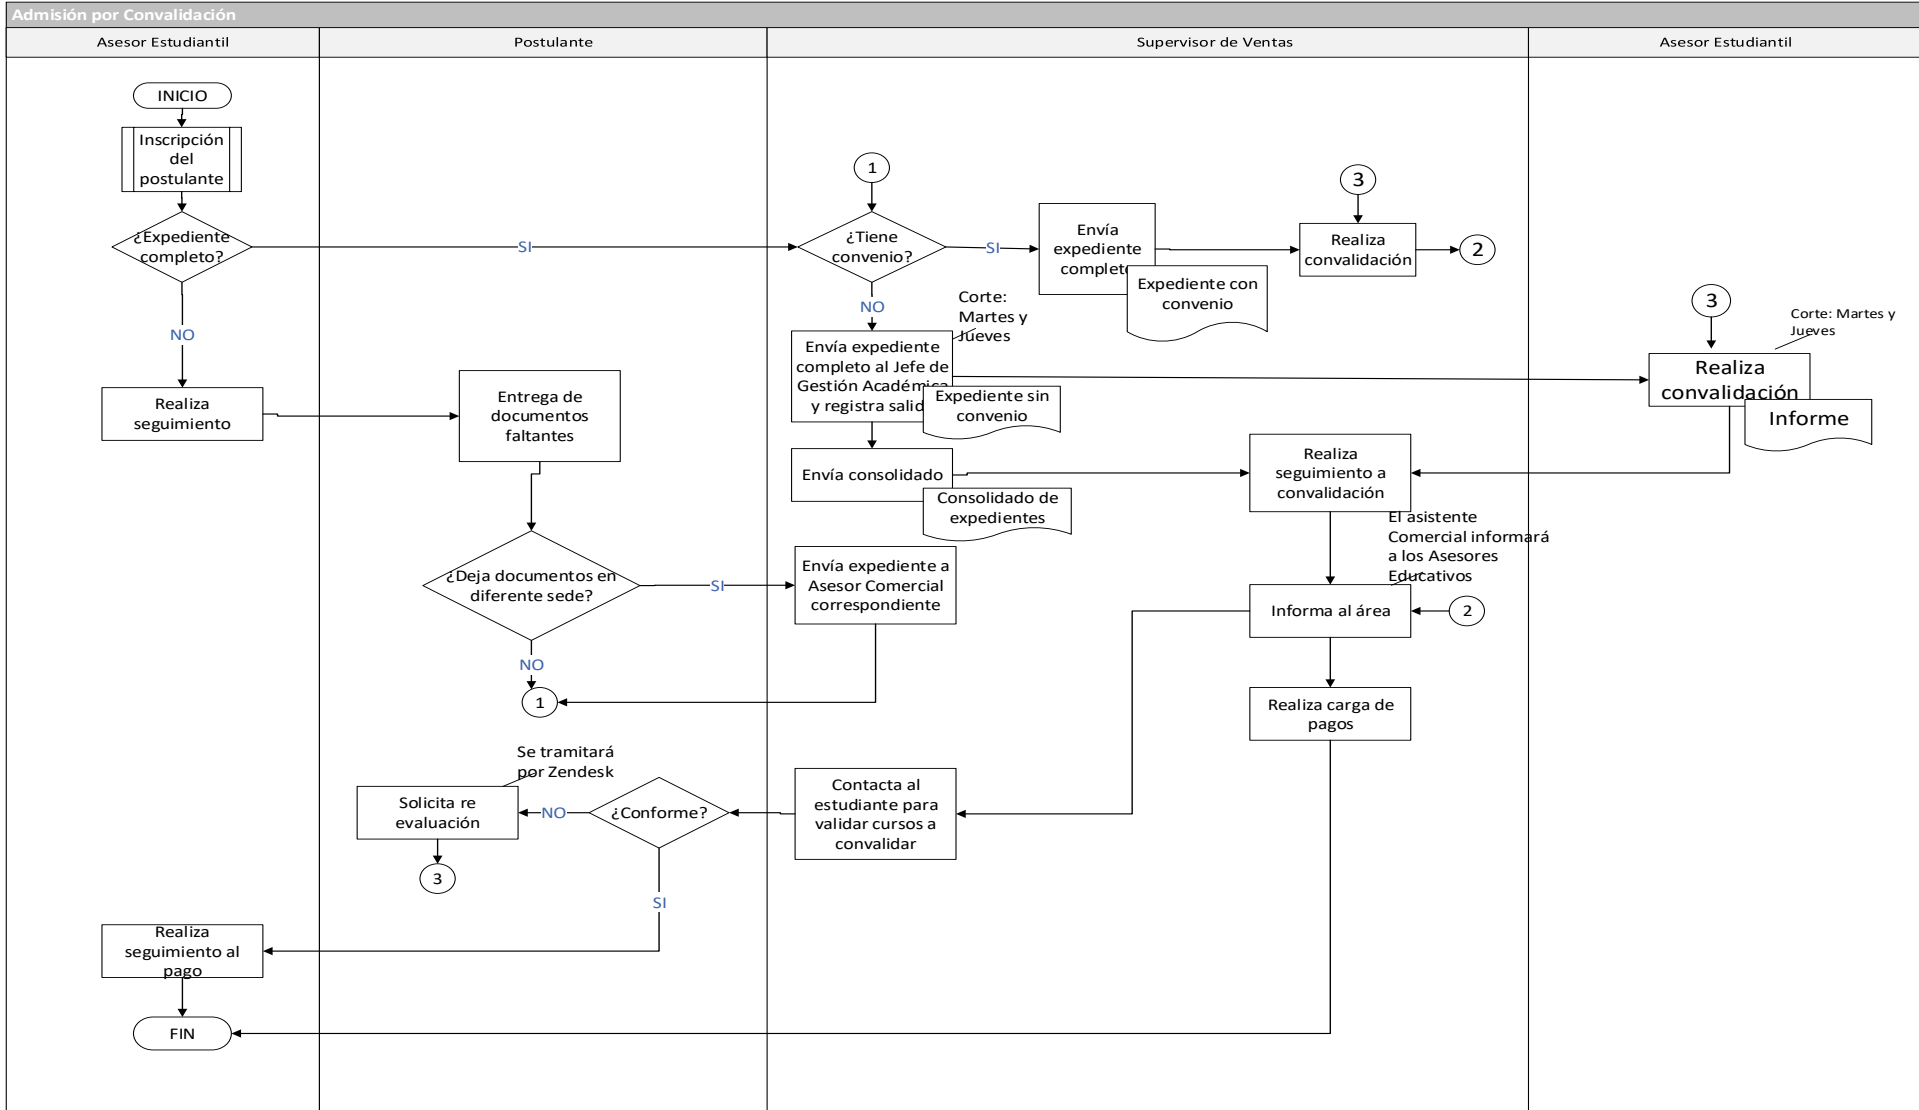 Admisión por Convalidación
Asesor Estudiantil
Postulante
Supervisor de Ventas
Asesor Estudiantil
INICIO
Inscripción
del
postulante
¿Expediente
completo?
SI
NO
Realiza
seguimiento
Entrega de
documentos
faltantes
¿Deja documentos en
diferente sede?
SI
NO
1
Envía expediente a
Asesor Comercial
correspondiente
1
¿Tiene
convenio?
SI
NO
Envía
expediente
completo
Expediente con
convenio
3
Realiza
convalidación
2
Corte:
Martes y
Jueves
Envía expediente
completo al Jefe de
Gestión Académica
y registra salid
Expediente sin
convenio
Envía consolidado
Consolidado de
expedientes
3
Corte: Martes y
Jueves
Realiza
convalidación
Informe
Realiza
seguimiento a
convalidación
El asistente
Comercial informará
a los Asesores
Educativos
Informa al área
2
Realiza carga de
pagos
Contacta al
estudiante para
validar cursos a
convalidar
¿Conforme?
NO
SI
Se tramitará
por Zendesk
Solicita re
evaluación
3
Realiza
seguimiento al
pago
FIN